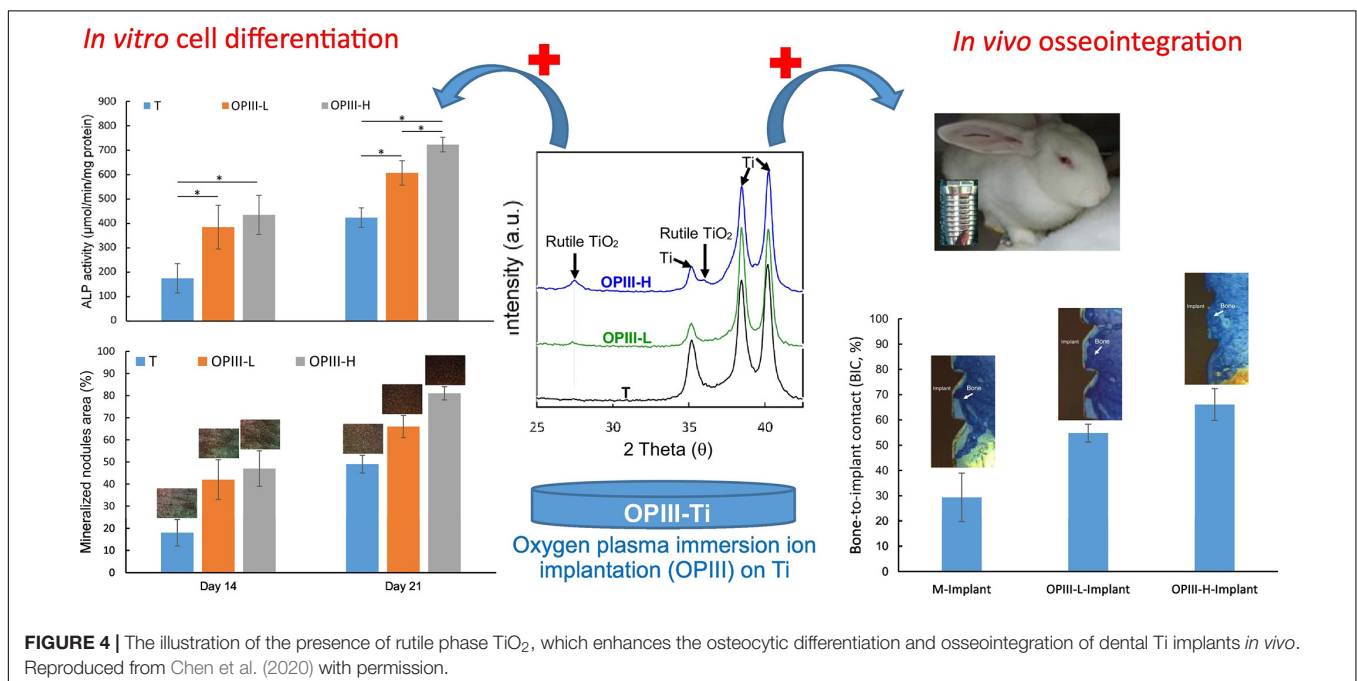 In vitro cell differentiation
In vivo osseointegration
T OPIII-L OPIII-H
ALP activity (µmol/min/mg protein)
900
800
700
600
500
400
300
200
100
0
* * * * *
T OPIII-L OPIII-H
Mineralized nodules area (%)
100
90
80
70
60
50
40
30
20
10
0
Day 14 Day 21
Intensity (a.u.)
Ti
Rutile TiO₂
Rutile TiO₂
Ti
OPIII-H
OPIII-L
T
25 30 35 40
2 Theta (θ)
OPIII-Ti
Oxygen plasma immersion ion
implantation (OPIII) on Ti
Bone-to-implant contact (BIC, %)
100
90
80
70
60
50
40
30
20
10
0
Implant Bone
Implant Bone
Implant Bone
M-Implant OPIII-L-Implant OPIII-H-Implant
FIGURE 4 | The illustration of the presence of rutile phase TiO₂, which enhances the osteocytic differentiation and osseointegration of dental Ti implants in vivo.
Reproduced from Chen et al. (2020) with permission.